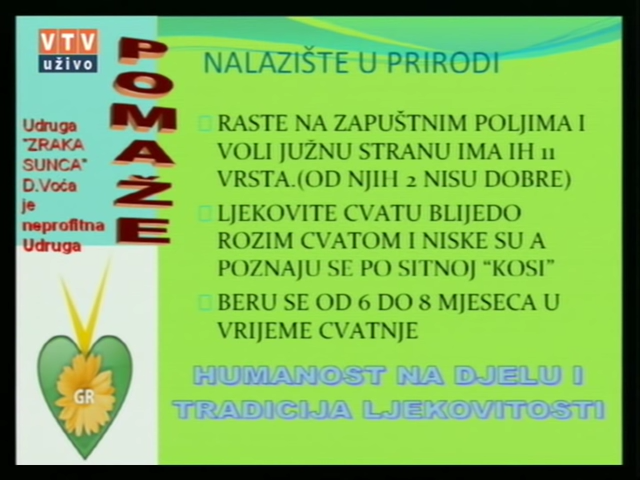 VTV
uživo
POMAŽE
Udruga
"ZRAKA
SUNCA"
D.Voća
je
neprofitna
Udruga
GR
NALAZIŠTE U PRIRODI
RASTE NA ZAPUŠTNIM POLJIMA I
VOLI JUŽNU STRANU IMA IH 11
VRSTA.(OD NJIH 2 NISU DOBRE)
LJEKOVITE CVATU BLIJEDO
ROZIM CVATOM I NISKE SU A
POZNAJU SE PO SITNOJ “KOSI”
BERU SE OD 6 DO 8 MJESECA U
VRIJEME CVATNJE
HUMANOST NA DJELU I
TRADICIJA LJEKOVITOSTI